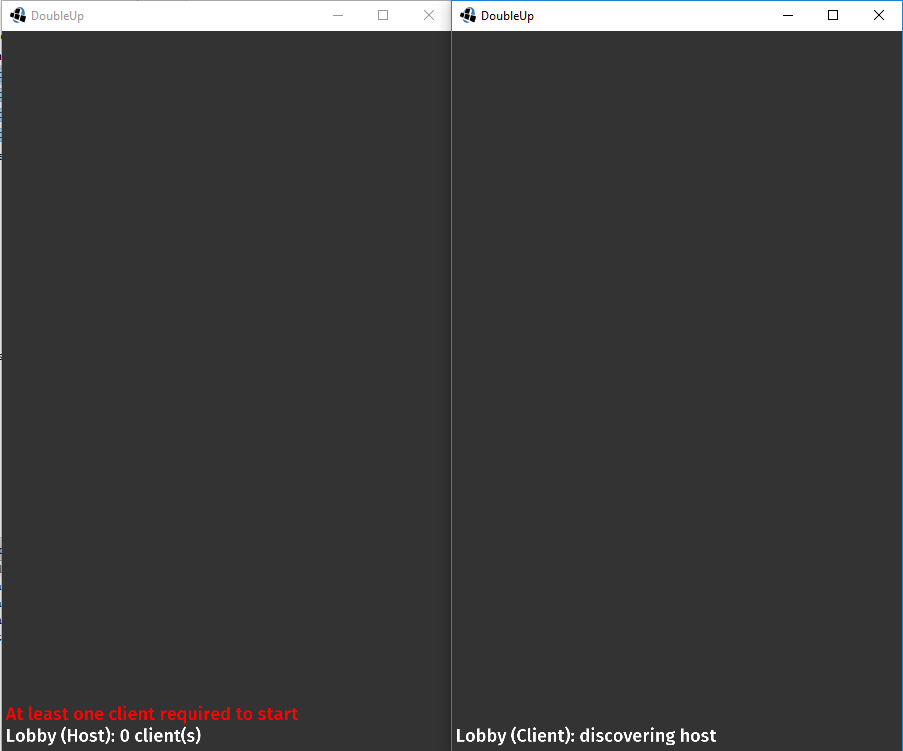 DoubleUp
At least one client required to start
Lobby (Host): 0 client(s)
DoubleUp
Lobby (Client): discovering host